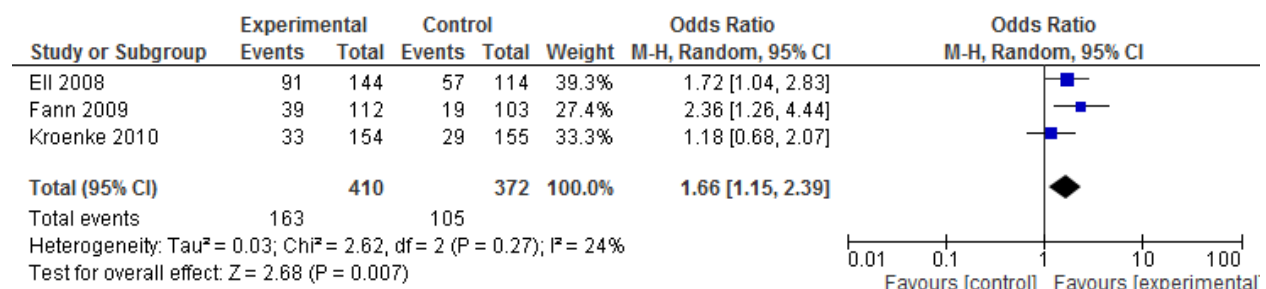 Experimental Control Odds Ratio Odds Ratio
Study or Subgroup Events Total Events Total Weight M-H, Random, 95% CI M-H, Random, 95% CI
Ell 2008 91 144 57 114 39.3% 1.72 [1.04, 2.83]
Fann 2009 39 112 19 103 27.4% 2.36 [1.26, 4.44]
Kroenke 2010 33 154 29 155 33.3% 1.18 [0.68, 2.07]
Total (95% CI) 410 372 100.0% 1.66 [1.15, 2.39]
Total events 163 105
Heterogeneity: Tau² = 0.03; Chi² = 2.62, df = 2 (P = 0.27); I² = 24%
Test for overall effect: Z = 2.68 (P = 0.007)
0.01 0.1 1 10 100
Favours [control] Favours [experimental]